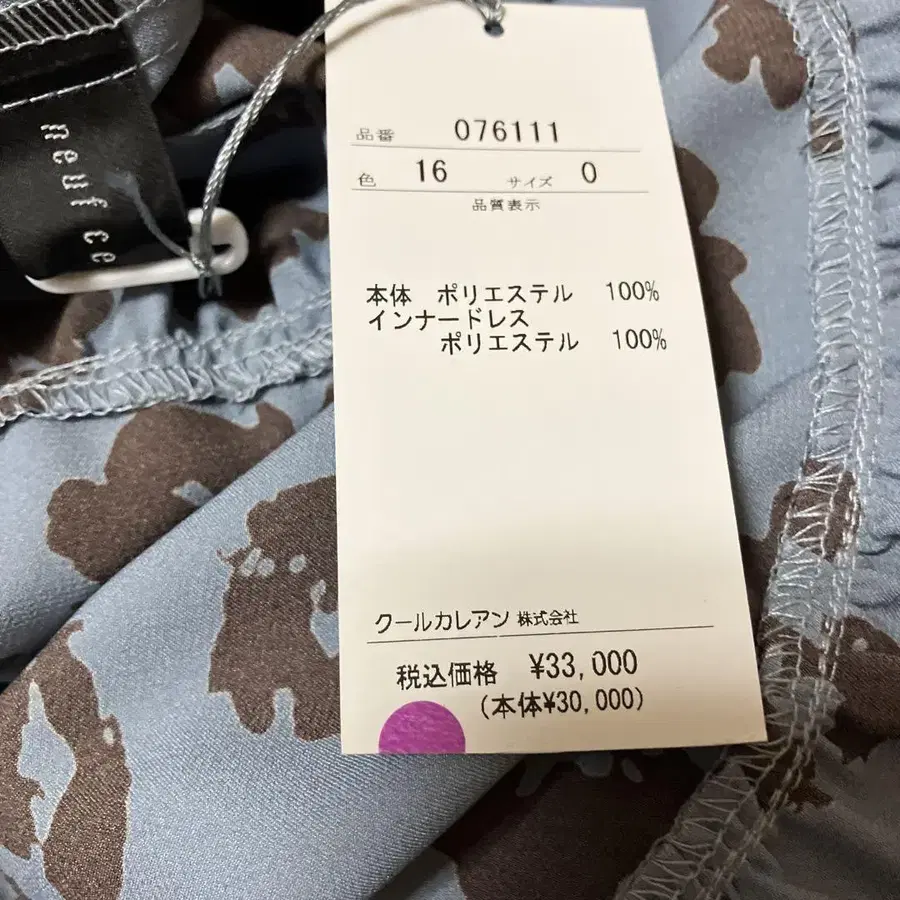 neuf ce
品番 076111
色 16 サイズ 0
品質表示
本体 ポリエステル 100%
インナードレス
ポリエステル 100%
クールカレアン 株式会社
税込価格 ¥33,000
(本体¥30,000)